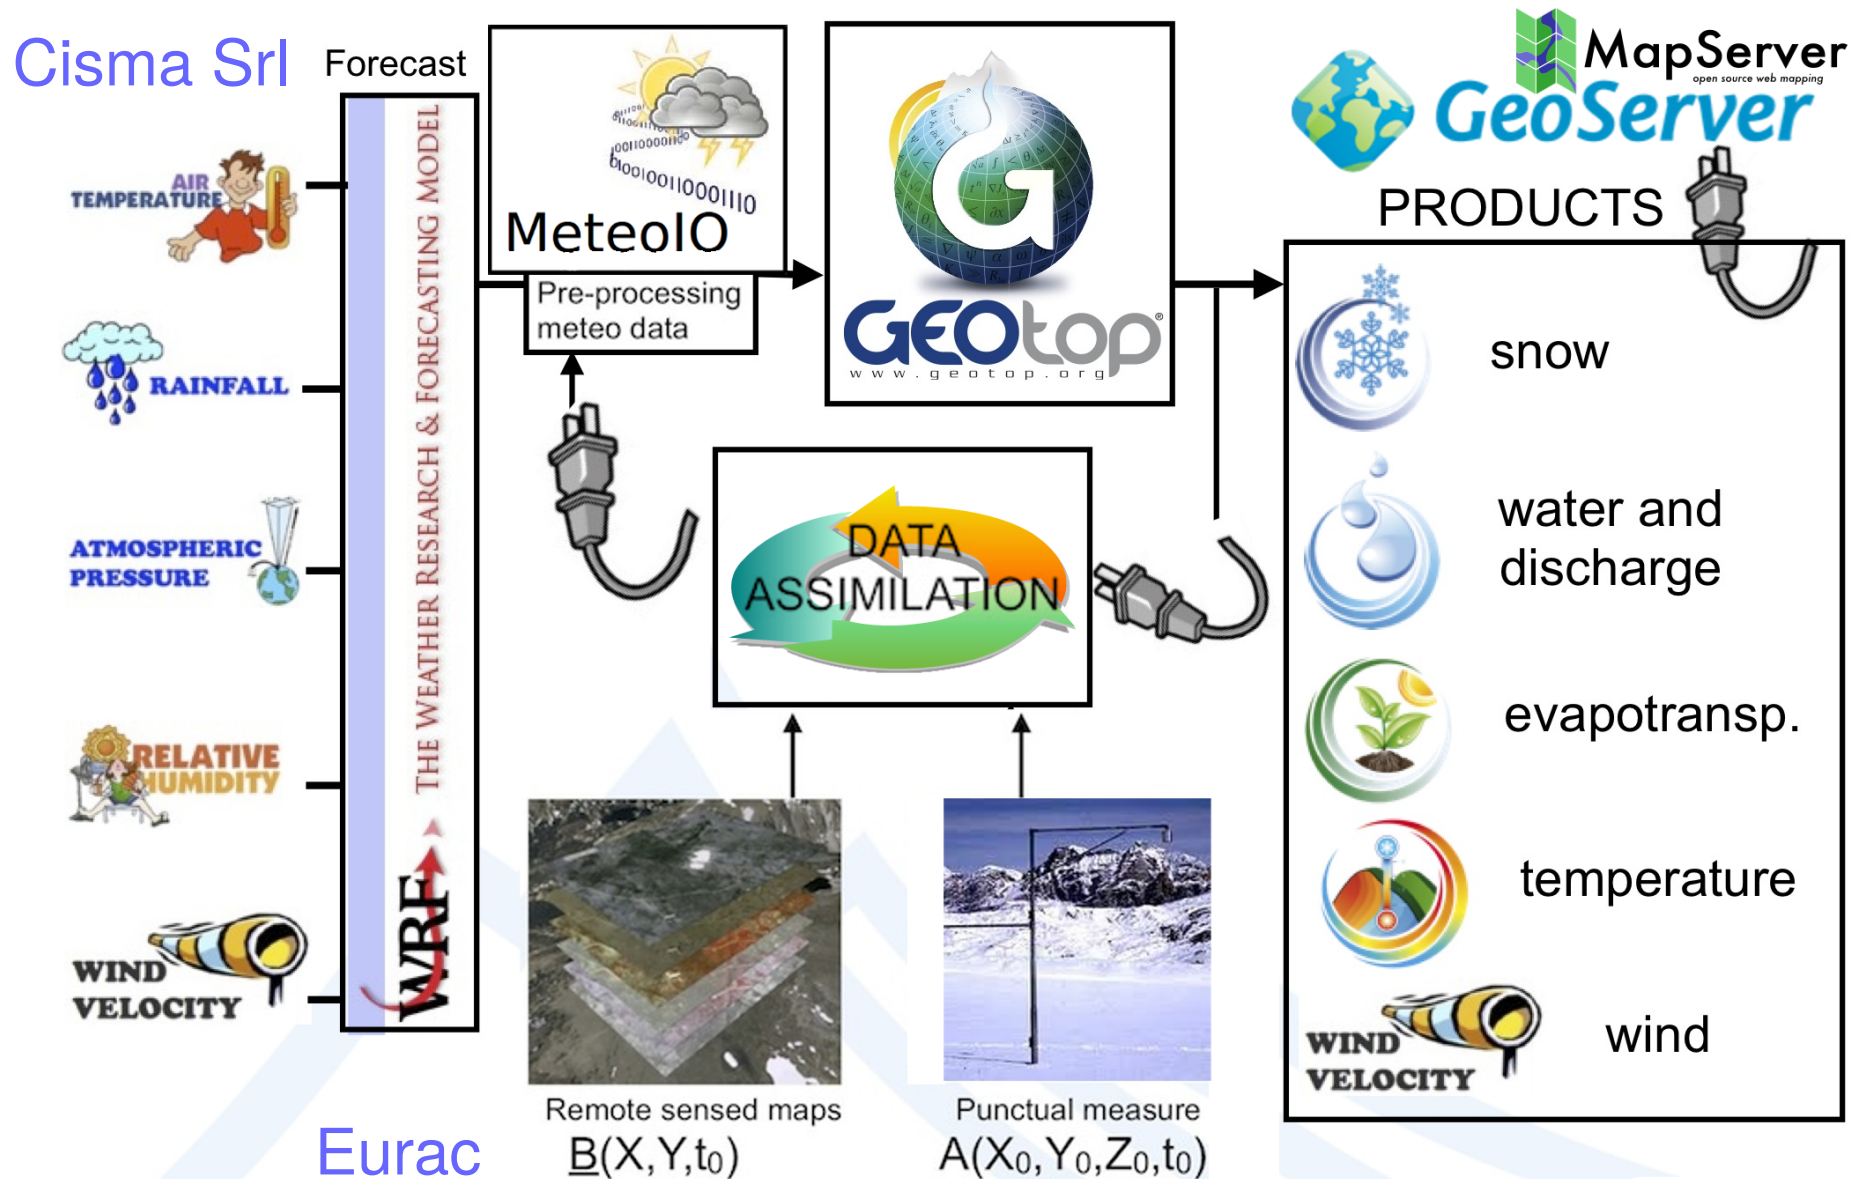 Cisma Srl
Forecast
AIR
TEMPERATURE
RAINFALL
ATMOSPHERIC
PRESSURE
RELATIVE
HUMIDITY
WIND
VELOCITY
THE WEATHER RESEARCH & FORECASTING MODEL
WRF
MeteoIO
Pre-processing
meteo data
GEOtop®
www.geotop.org
DATA
ASSIMILATION
Remote sensed maps
B(X,Y,t0)
Punctual measure
A(X0,Y0,Z0,t0)
Eurac
MapServer
open source web mapping
GeoServer
PRODUCTS
snow
water and
discharge
evapotransp.
temperature
WIND
VELOCITY
wind